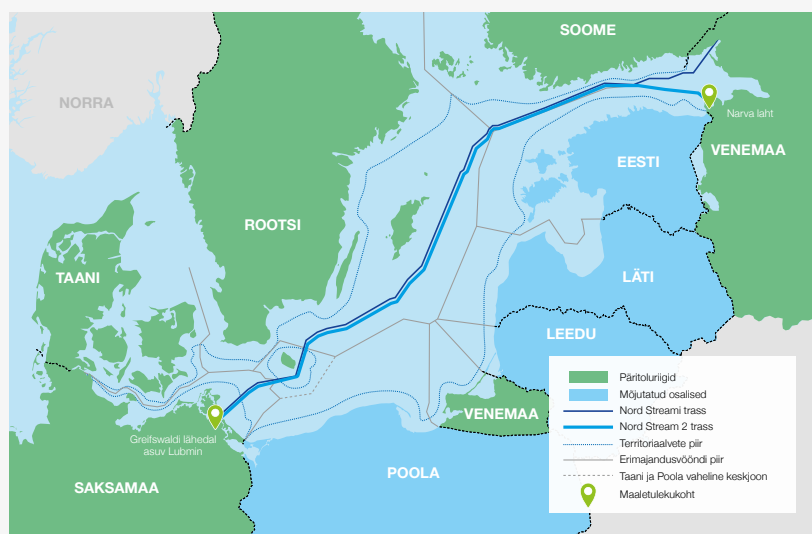 SOOME
NORRA
Narva laht
EESTI
VENEMAA
ROOTSI
TAANI
LÄTI
LEEDU
VENEMAA
Greifswaldi lähedal
asuv Lubmin
POOLA
SAKSAMAA
Päritoluriigid
Mõjutatud osalised
Nord Streami trass
Nord Stream 2 trass
Territoriaalvete piir
Erimajandusvööndi piir
Taani ja Poola vaheline keskjoon
Maaletulekukoht